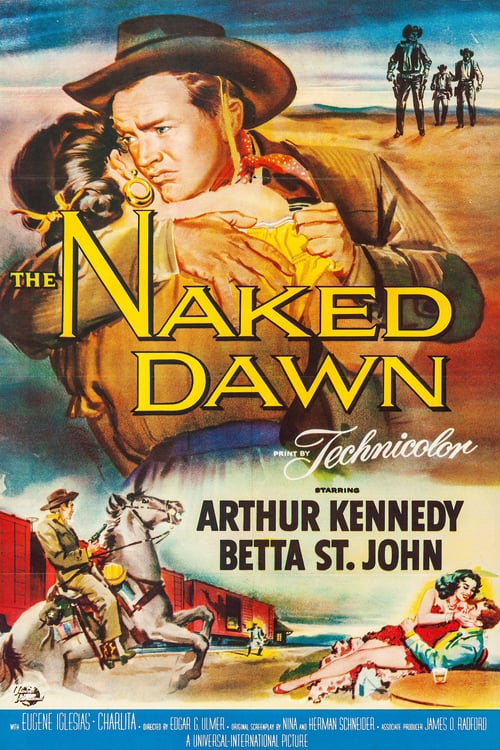 THE NAKED
DAWN
PRINT BY Technicolor
STARRING
ARTHUR KENNEDY
BETTA ST. JOHN
WITH EUGENE IGLESIAS · CHARLITA · DIRECTED BY EDGAR G. ULMER · ORIGINAL SCREENPLAY BY NINA AND HERMAN SCHNEIDER · ASSOCIATE PRODUCER JAMES O. RADFORD
A UNIVERSAL-INTERNATIONAL PICTURE